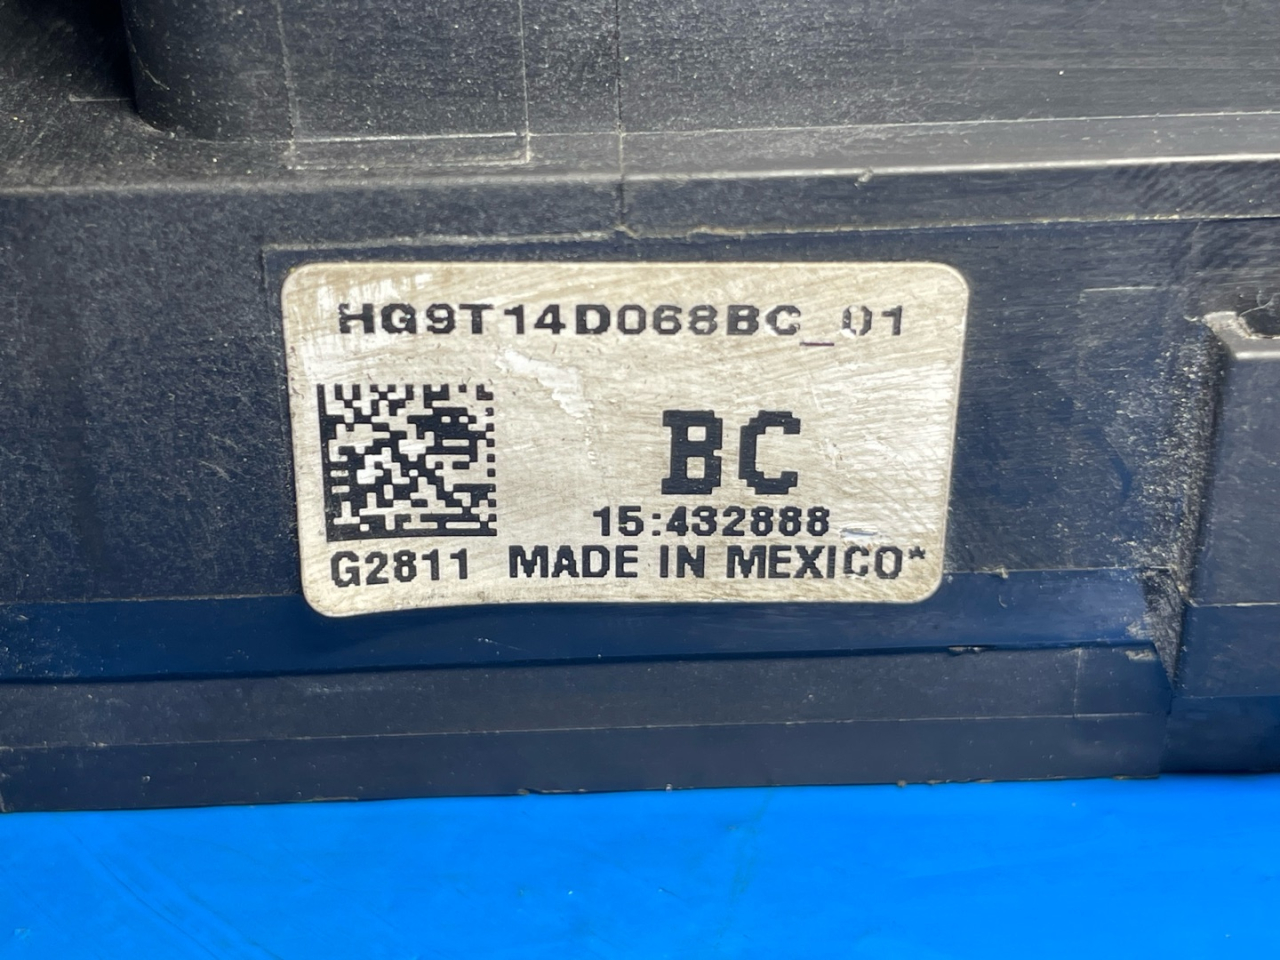 HG9T14D068BC_01
BC
15:432888
G2811 MADE IN MEXICO*